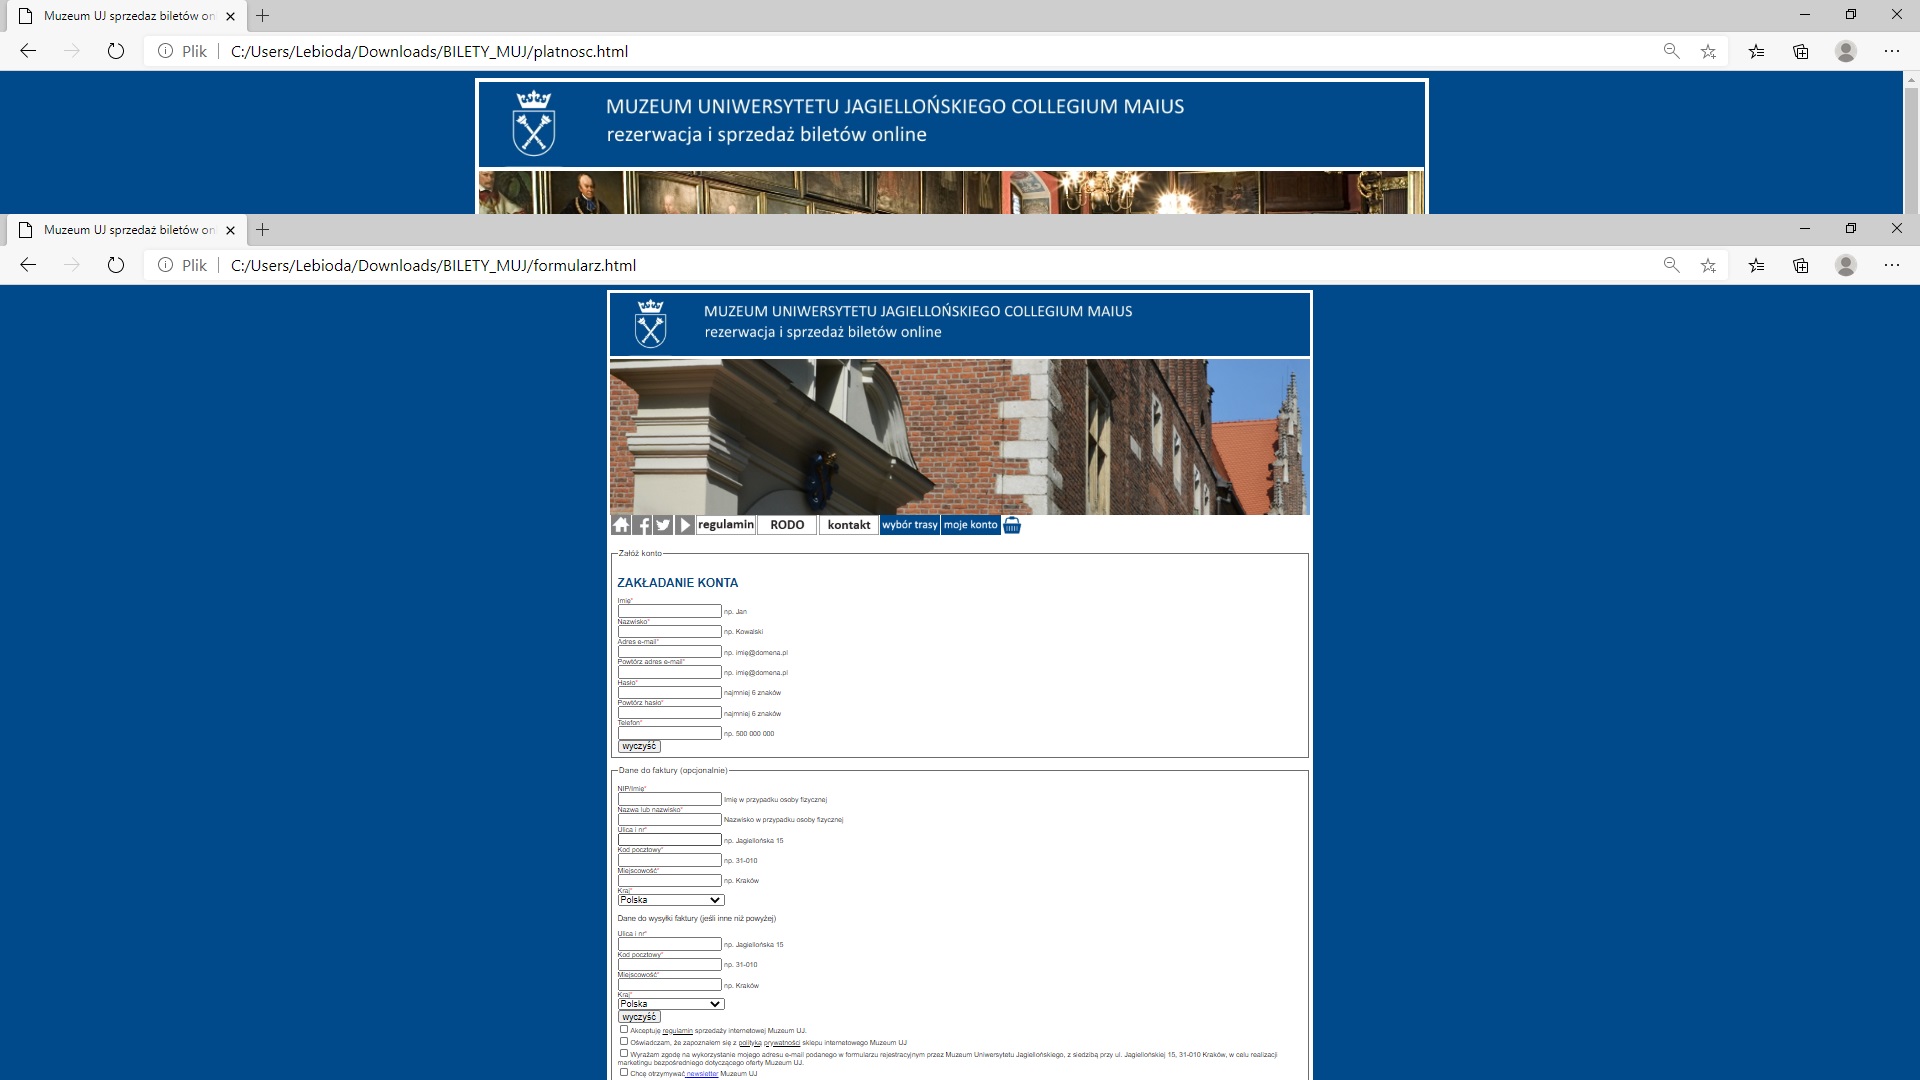 Muzeum UJ sprzedaz biletów on
Plik C:/Users/Lebioda/Downloads/BILETY_MUJ/platnosc.html
MUZEUM UNIWERSYTETU JAGIELLOŃSKIEGO COLLEGIUM MAIUS
rezerwacja i sprzedaż biletów online
Muzeum UJ sprzedaż biletów on
Plik C:/Users/Lebioda/Downloads/BILETY_MUJ/formularz.html
MUZEUM UNIWERSYTETU JAGIELLOŃSKIEGO COLLEGIUM MAIUS
rezerwacja i sprzedaż biletów online
regulamin RODO kontakt wybór trasy moje konto
Załóż konto
ZAKŁADANIE KONTA
Imię*
np. Jan
Nazwisko*
np. Kowalski
Adres e-mail*
np. imię@domena.pl
Powtórz adres e-mail*
np. imię@domena.pl
Hasło*
najmniej 6 znaków
Powtórz hasło*
najmniej 6 znaków
Telefon*
np. 500 000 000
wyczyść
Dane do faktury (opcjonalnie)
NIP/Imię*
Imię w przypadku osoby fizycznej
Nazwa lub nazwisko*
Nazwisko w przypadku osoby fizycznej
Ulica i nr*
np. Jagiellońska 15
Kod pocztowy*
np. 31-010
Miejscowość*
np. Kraków
Kraj*
Polska
Dane do wysyłki faktury (jeśli inne niż powyżej)
Ulica i nr*
np. Jagiellońska 15
Kod pocztowy*
np. 31-010
Miejscowość*
np. Kraków
Kraj*
Polska
wyczyść
Akceptuję regulamin sprzedaży internetowej Muzeum UJ.
Oświadczam, że zapoznałem się z polityką prywatności sklepu internetowego Muzeum UJ
Wyrażam zgodę na wykorzystanie mojego adresu e-mail podanego w formularzu rejestracyjnym przez Muzeum Uniwersytetu Jagiellońskiego, z siedzibą przy ul. Jagiellońskiej 15, 31-010 Kraków, w celu realizacji
marketingu bezpośredniego dotyczącego oferty Muzeum UJ.
Chcę otrzymywać newsletter Muzeum UJ